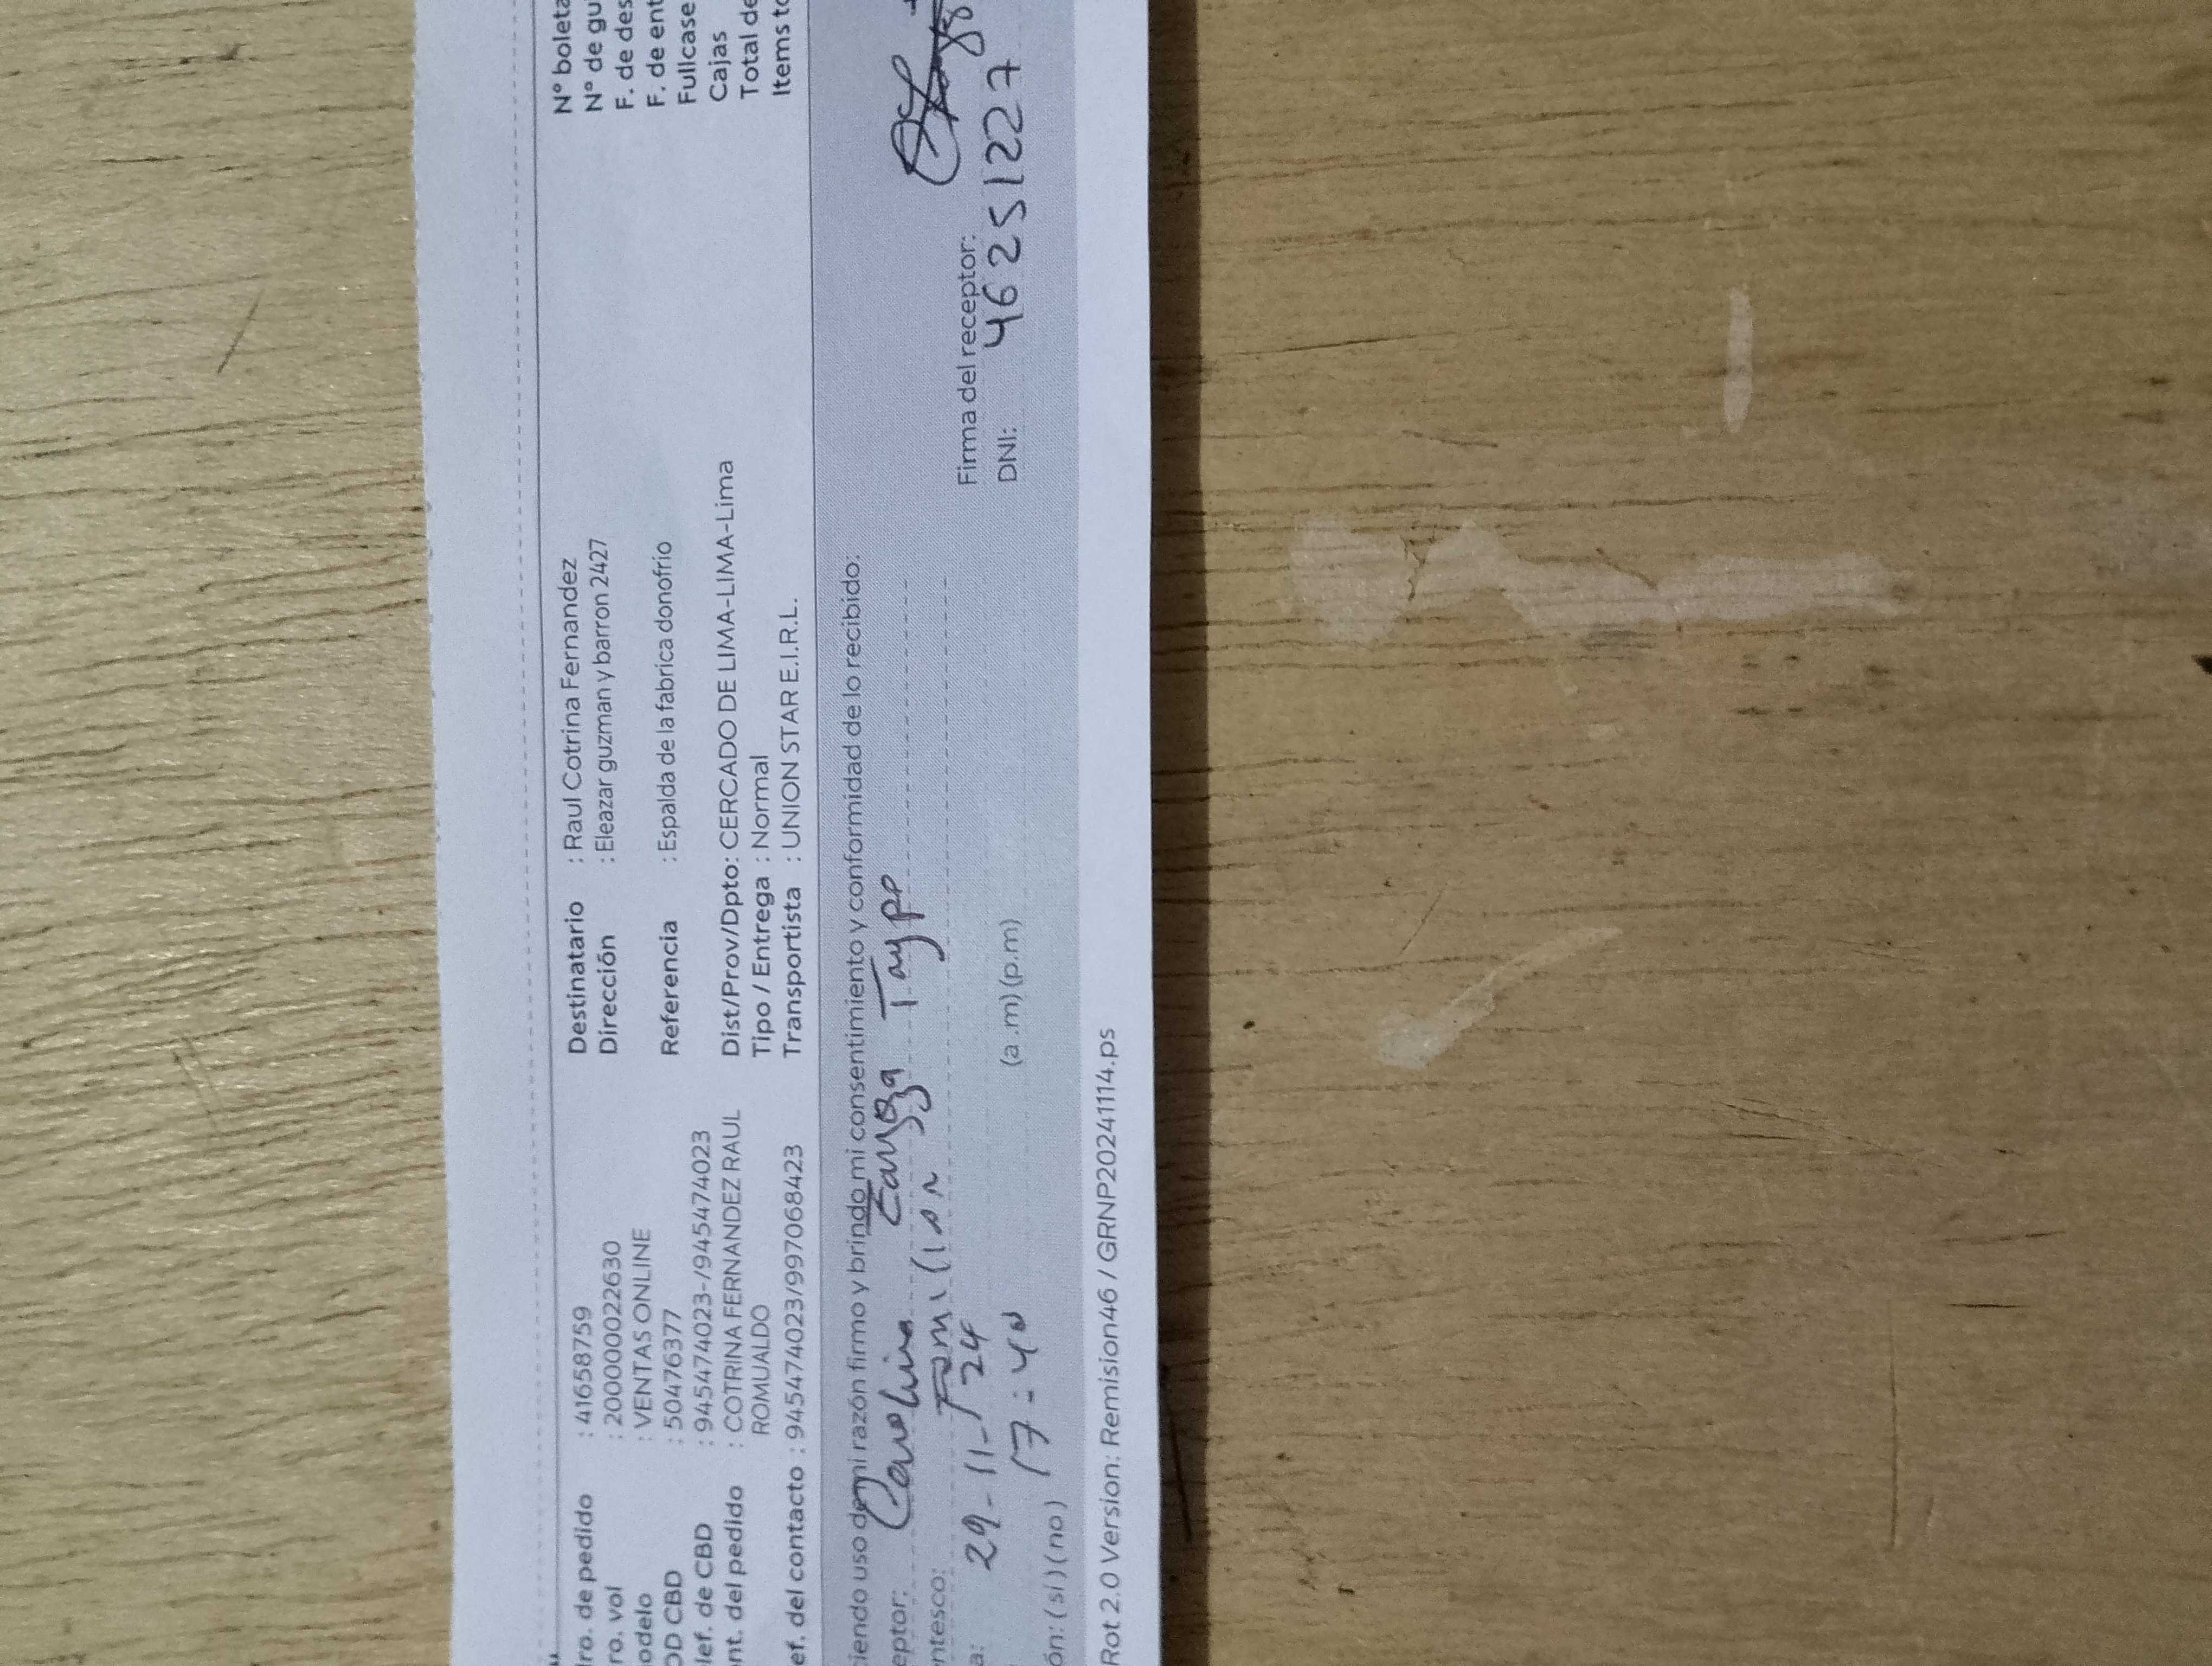 ro. de pedido : 41658759
ro. vol : 200000022630
odelo : VENTAS ONLINE
OD CBD : 50476377
lef. de CBD : 945474023-/945474023
nt. del pedido : COTRINA FERNANDEZ RAUL
ROMUALDO
ef. del contacto : 945474023/997068423
Destinatario : Raul Cotrina Fernandez
Dirección : Eleazar guzman y barron 2427
Referencia : Espalda de la fabrica donofrio
Dist/Prov/Dpto: CERCADO DE LIMA-LIMA-Lima
Tipo / Entrega : Normal
Transportista : UNION STAR E.I.R.L.
N° boleta
N° de gu
F. de des
F. de ent
Fullcase
Cajas
Total de
Items to
ciendo uso de mi razón firmo y brindo mi consentimiento y conformidad de lo recibido:
eptor: Carolina Taype
ntesco:
a: 29-11-24
17:40 (a .m) (p.m)
ón: (si) (no)
Firma del receptor:
DNI: 46251227
Rot 2.0 Version: Remision46 / GRNP20241114.ps